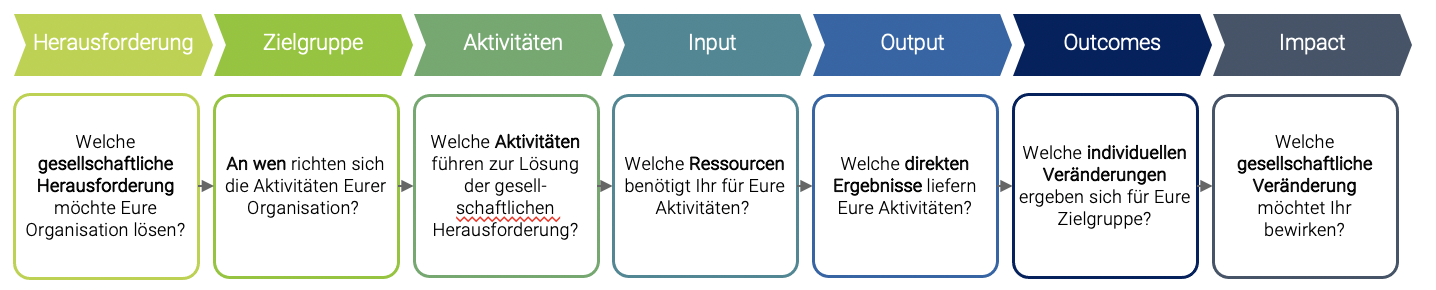 Herausforderung
Zielgruppe
Aktivitäten
Input
Output
Outcomes
Impact
Welche
gesellschaftliche
Herausforderung
möchte Eure
Organisation lösen?
An wen richten sich
die Aktivitäten Eurer
Organisation?
Welche Aktivitäten
führen zur Lösung
der gesell-
schaftlichen
Herausforderung?
Welche Ressourcen
benötigt Ihr für Eure
Aktivitäten?
Welche direkten
Ergebnisse liefern
Eure Aktivitäten?
Welche individuellen
Veränderungen
ergeben sich für Eure
Zielgruppe?
Welche
gesellschaftliche
Veränderung
möchtet Ihr
bewirken?